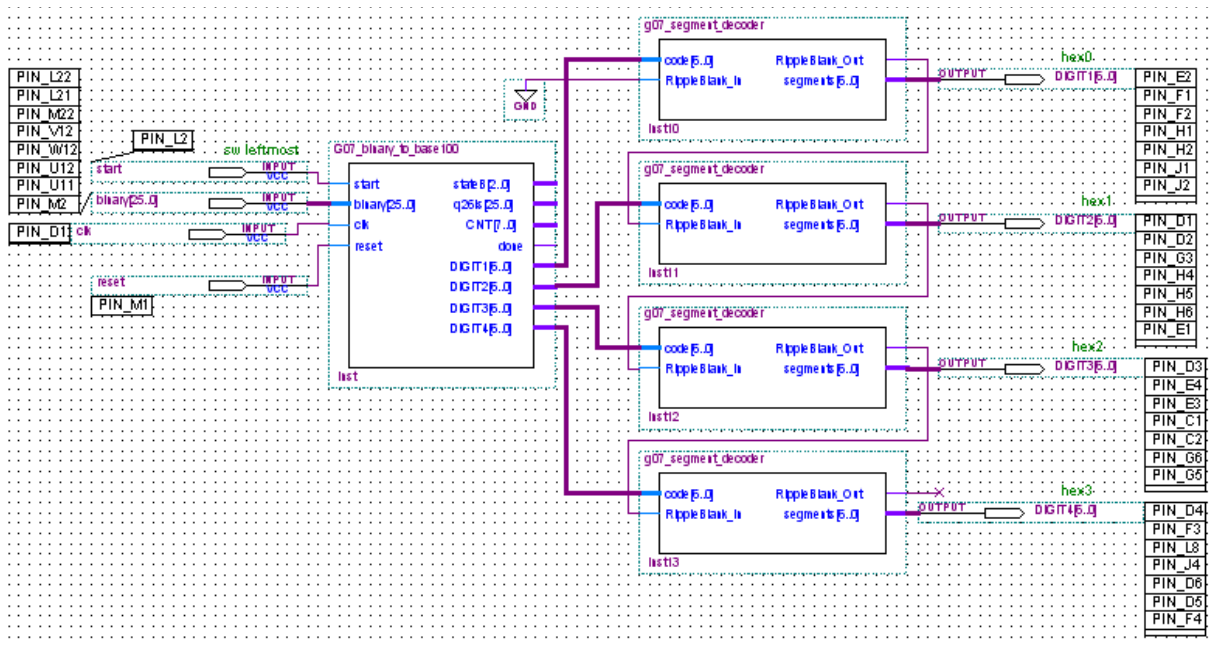 PIN_L22
PIN_L21
PIN_M22
PIN_V12
PIN_W12
PIN_U12
PIN_U11
PIN_M2
PIN_L2
sw leftmost
start
INPUT
VCC
binary[25..0]
INPUT
VCC
PIN_D1
clk
INPUT
VCC
reset
INPUT
VCC
PIN_M1
G07_binary_to_base100
start
binary[25..0]
clk
reset
stateB[2..0]
q26ls[25..0]
CNT[7..0]
done
DIGIT1[6..0]
DIGIT2[6..0]
DIGIT3[6..0]
DIGIT4[6..0]
inst
GND
g07_segment_decoder
code[6..0]
RippleBlank_Out
RippleBlank_In
segments[6..0]
inst10
hex0
OUTPUT
DIGIT1[6..0]
PIN_E2
PIN_F1
PIN_F2
PIN_H1
PIN_H2
PIN_J1
PIN_J2
g07_segment_decoder
code[6..0]
RippleBlank_Out
RippleBlank_In
segments[6..0]
inst11
hex1
OUTPUT
DIGIT2[6..0]
PIN_D1
PIN_D2
PIN_G3
PIN_H4
PIN_H5
PIN_H6
PIN_E1
g07_segment_decoder
code[6..0]
RippleBlank_Out
RippleBlank_In
segments[6..0]
inst12
hex2
OUTPUT
DIGIT3[6..0]
PIN_D3
PIN_E4
PIN_E3
PIN_C1
PIN_C2
PIN_G6
PIN_G5
g07_segment_decoder
code[6..0]
RippleBlank_Out
RippleBlank_In
segments[6..0]
inst13
hex3
OUTPUT
DIGIT4[6..0]
PIN_D4
PIN_F3
PIN_L8
PIN_J4
PIN_D6
PIN_D5
PIN_F4